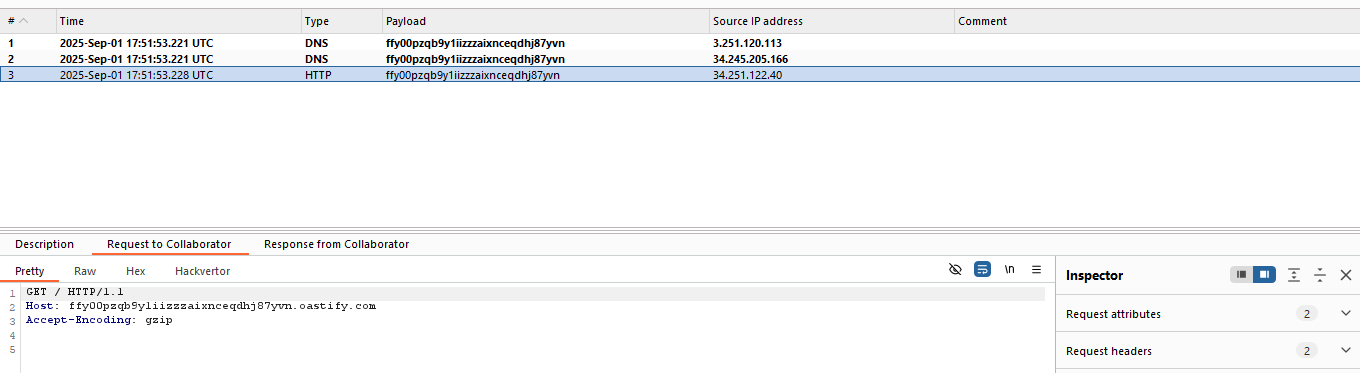 # Time Type Payload Source IP address Comment
1 2025-Sep-01 17:51:53.221 UTC DNS ffy00pzqb9y1iizzzaixnceqdhj87yvn 3.251.120.113
2 2025-Sep-01 17:51:53.221 UTC DNS ffy00pzqb9y1iizzzaixnceqdhj87yvn 34.245.205.166
3 2025-Sep-01 17:51:53.228 UTC HTTP ffy00pzqb9y1iizzzaixnceqdhj87yvn 34.251.122.40
Description Request to Collaborator Response from Collaborator
Pretty Raw Hex Hackvertor \n
1 GET / HTTP/1.1
2 Host: ffy00pzqb9y1iizzzaixnceqdhj87yvn.oastify.com
3 Accept-Encoding: gzip
4
5
Inspector
Request attributes 2
Request headers 2